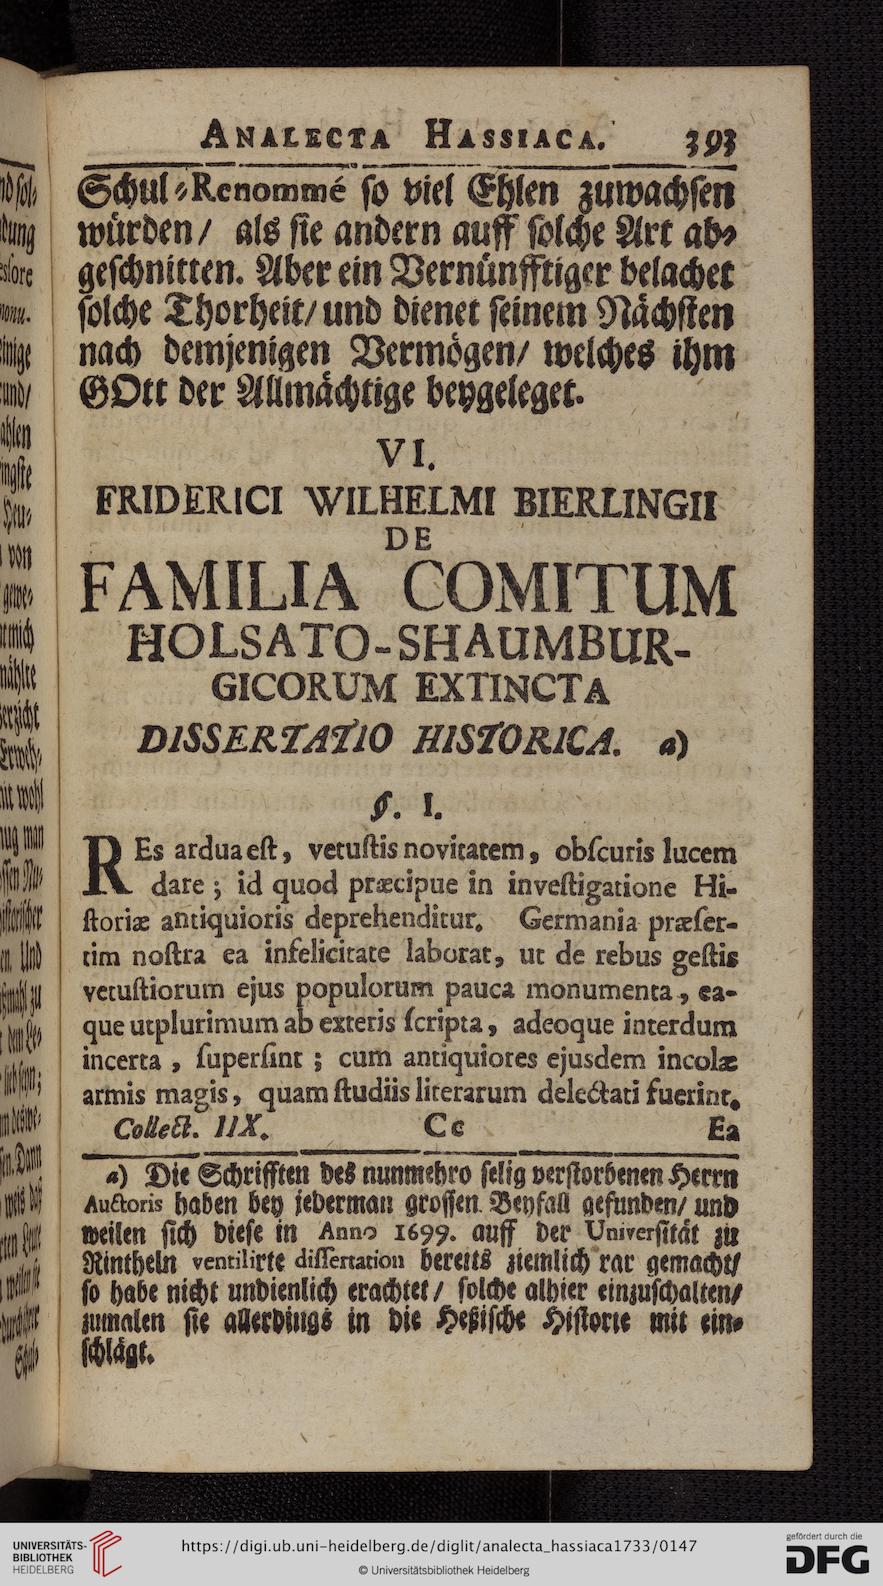 ANALECTA HASSIACA. 393
Schul-Renommé so viel Ehlen zuwachsen
würden/ als sie andern auff solche Art ab-
geschnitten. Aber ein Vernünfftiger belachet
solche Thorheit/ und dienet seinem Nächsten
nach demjenigen Vermögen/ welches ihm
GOtt der Allmächtige beygeleget.
VI.
FRIDERICI WILHELMI BIERLINGII
DE
FAMILIA COMITUM
HOLSATO-SHAUMBUR-
GICORUM EXTINCTA
DISSERTATIO HISTORICA. a)
§. I.
REs ardua est, vetustis novitatem, obscuris lucem
dare; id quod præcipue in investigatione Hi-
storiæ antiquioris deprehenditur. Germania præser-
tim nostra ea infelicitate laborat, ut de rebus gestis
vetustiorum ejus populorum pauca monumenta, ea-
que utplurimum ab exteris scripta, adeoque interdum
incerta, supersint; cum antiquiores ejusdem incolæ
armis magis, quam studiis literarum delectati fuerint.
Collect. IIX. Cc Ea
a) Die Schrifften des nunmehro selig verstorbenen Herrn
Auctoris haben bey jederman grossen Beyfall gefunden/ und
weilen sich diese in Anno 1699. auff der Universität zu
Rintheln ventilirte dissertation bereits ziemlich rar gemacht/
so habe nicht undienlich erachtet/ solche alhier einzuschalten/
zumalen sie allerdings in die Heßische Historie mit ein-
schlägt.
UNIVERSITÄTS-
BIBLIOTHEK
HEIDELBERG
https://digi.ub.uni-heidelberg.de/diglit/analecta_hassiaca1733/0147
© Universitätsbibliothek Heidelberg
gefördert durch die
DFG